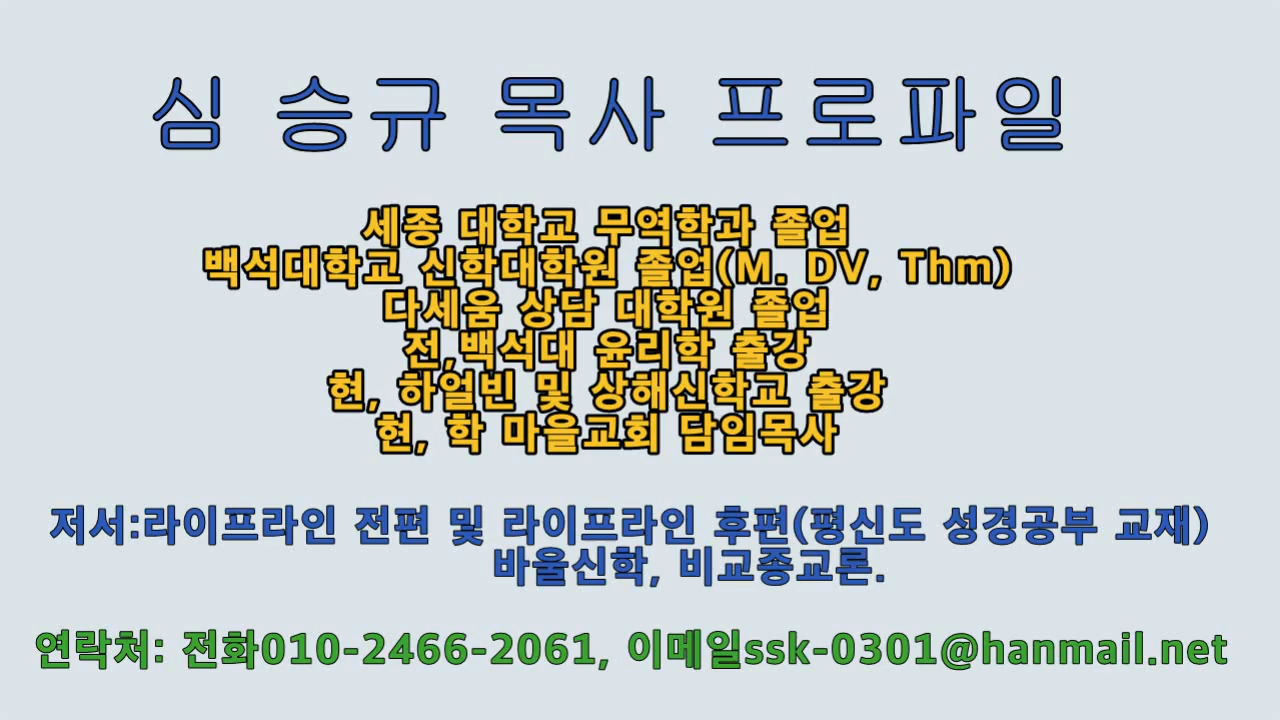 심 승규 목사 프로파일
세종 대학교 무역학과 졸업
백석대학교 신학대학원 졸업(M. DV, Thm)
다세움 상담 대학원 졸업
전,백석대 윤리학 출강
현, 하얼빈 및 상해신학교 출강
현, 학 마을교회 담임목사
저서:라이프라인 전편 및 라이프라인 후편(평신도 성경공부 교재)
바울신학, 비교종교론.
연락처: 전화010-2466-2061, 이메일ssk-0301@hanmail.net